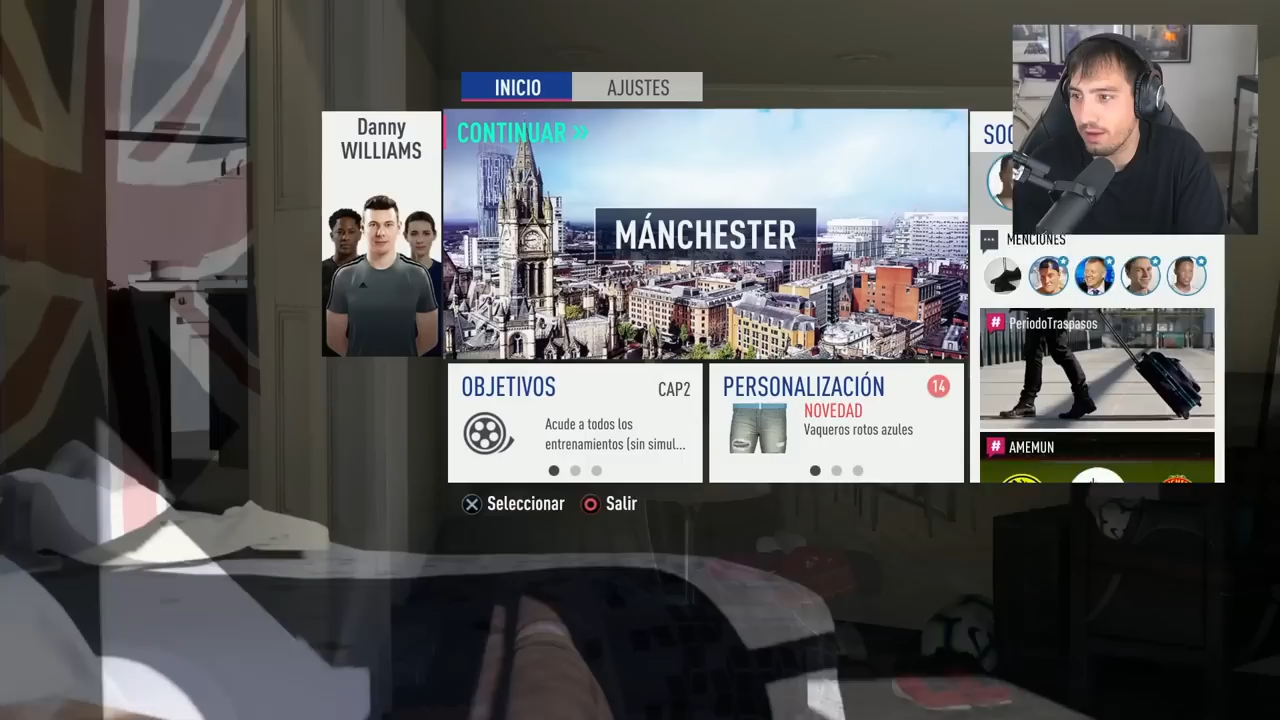 INICIO
AJUSTES
Danny
WILLIAMS
CONTINUAR »
MÁNCHESTER
OBJETIVOS
CAP2
Acude a todos los
entrenamientos (sin simul...
PERSONALIZACIÓN
14
NOVEDAD
Vaqueros rotos azules
Seleccionar
Salir
MENCIONES
# PeriodoTraspasos
# AMEMUN